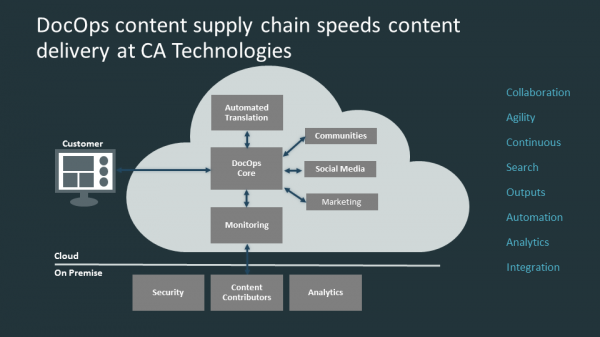 DocOps content supply chain speeds content
delivery at CA Technologies
Automated
Translation
Customer
Communities
DocOps
Core
Social Media
Marketing
Monitoring
Cloud
On Premise
Security
Content
Contributors
Analytics
Collaboration
Agility
Continuous
Search
Outputs
Automation
Analytics
Integration